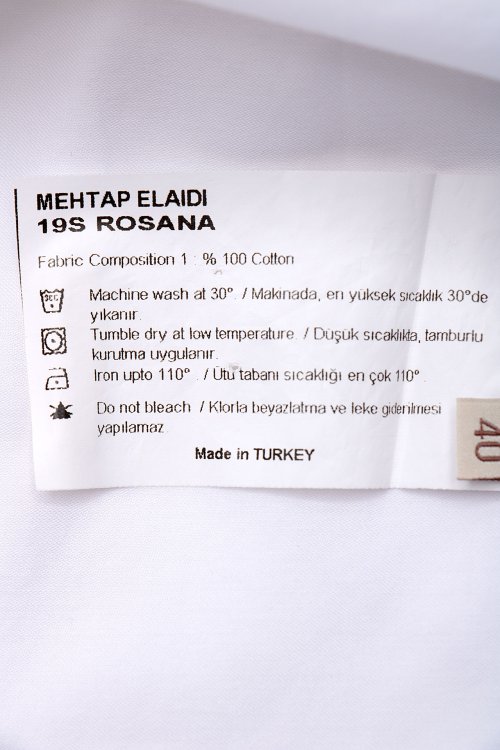 MEHTAP ELAIDI
19S ROSANA
Fabric Composition 1 : % 100 Cotton
Machine wash at 30°. / Makinada, en yüksek sıcaklık 30°de
yıkanır.
Tumble dry at low temperature. / Düşük sıcaklıkta, tamburlu
kurutma uygulanır.
Iron upto 110° . / Ütü tabanı sıcaklığı en çok 110° .
Do not bleach / Klorla beyazlatma ve leke giderilmesi
yapılamaz
40
Made in TURKEY